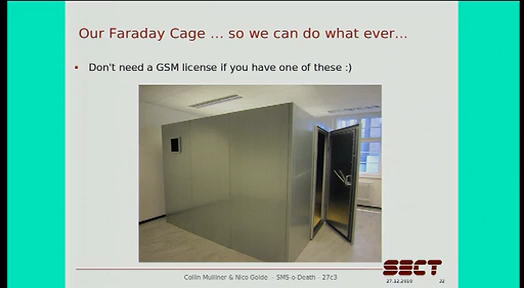 Our Faraday Cage ... so we can do what ever...
Don't need a GSM license if you have one of these :)
Collin Mulliner & Nico Golde - SMS-o-Death - 27c3
SECT
27.12.2010 32